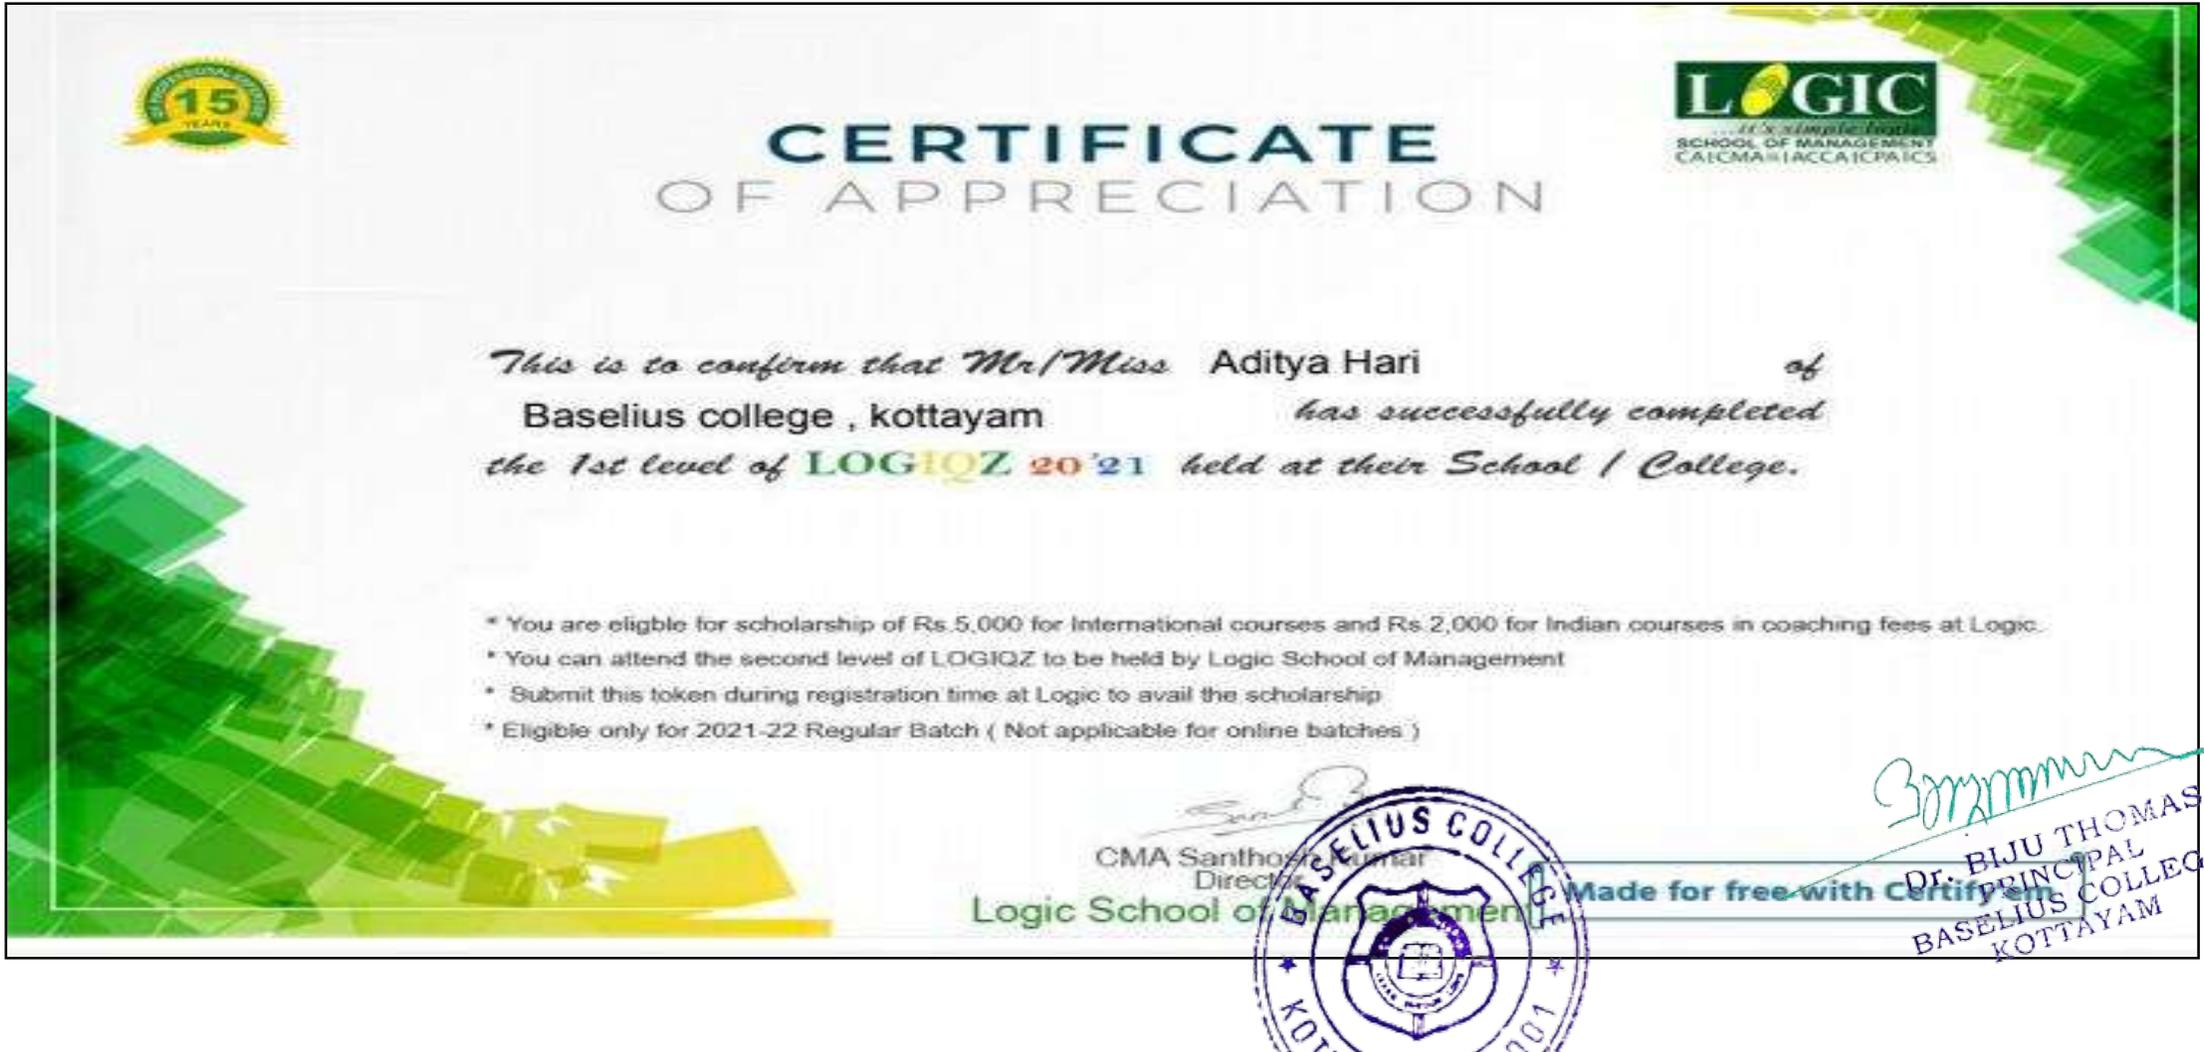 15
YEARS
LOGIC
...it's simple logic
SCHOOL OF MANAGEMENT
CERTIFICATE
OF APPRECIATION
This is to confirm that Mr/Miss Aditya Hari of
Baselius college , kottayam has successfully completed
the 1st level of LOGIQZ 20'21 held at their School / College.
* You are eligble for scholarship of Rs.5,000 for International courses and Rs.2,000 for Indian courses in coaching fees at Logic.
* You can attend the second level of LOGIQZ to be held by Logic School of Management
* Submit this token during registration time at Logic to avail the scholarship
* Eligible only for 2021-22 Regular Batch ( Not applicable for online batches )
CMA Santhosh Kumar
Director
Logic School of Management
BASELIUS COLLEGE
Made for free with Certify'em
Dr. BIJU THOMAS
PRINCIPAL
BASELIUS COLLEG
KOTTAYAM